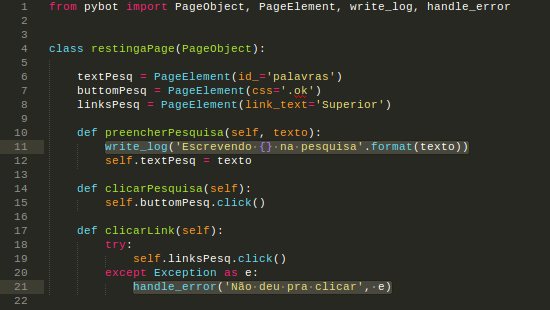 1 from pybot import PageObject, PageElement, write_log, handle_error
2
3
4 class restingaPage(PageObject):
5
6     textPesq = PageElement(id_='palavras')
7     buttomPesq = PageElement(css='.ok')
8     linksPesq = PageElement(link_text='Superior')
9
10     def preencherPesquisa(self, texto):
11         write_log('Escrevendo {} na pesquisa'.format(texto))
12         self.textPesq = texto
13
14     def clicarPesquisa(self):
15         self.buttomPesq.click()
16
17     def clicarLink(self):
18         try:
19             self.linksPesq.click()
20         except Exception as e:
21             handle_error('Não deu pra clicar', e)
22